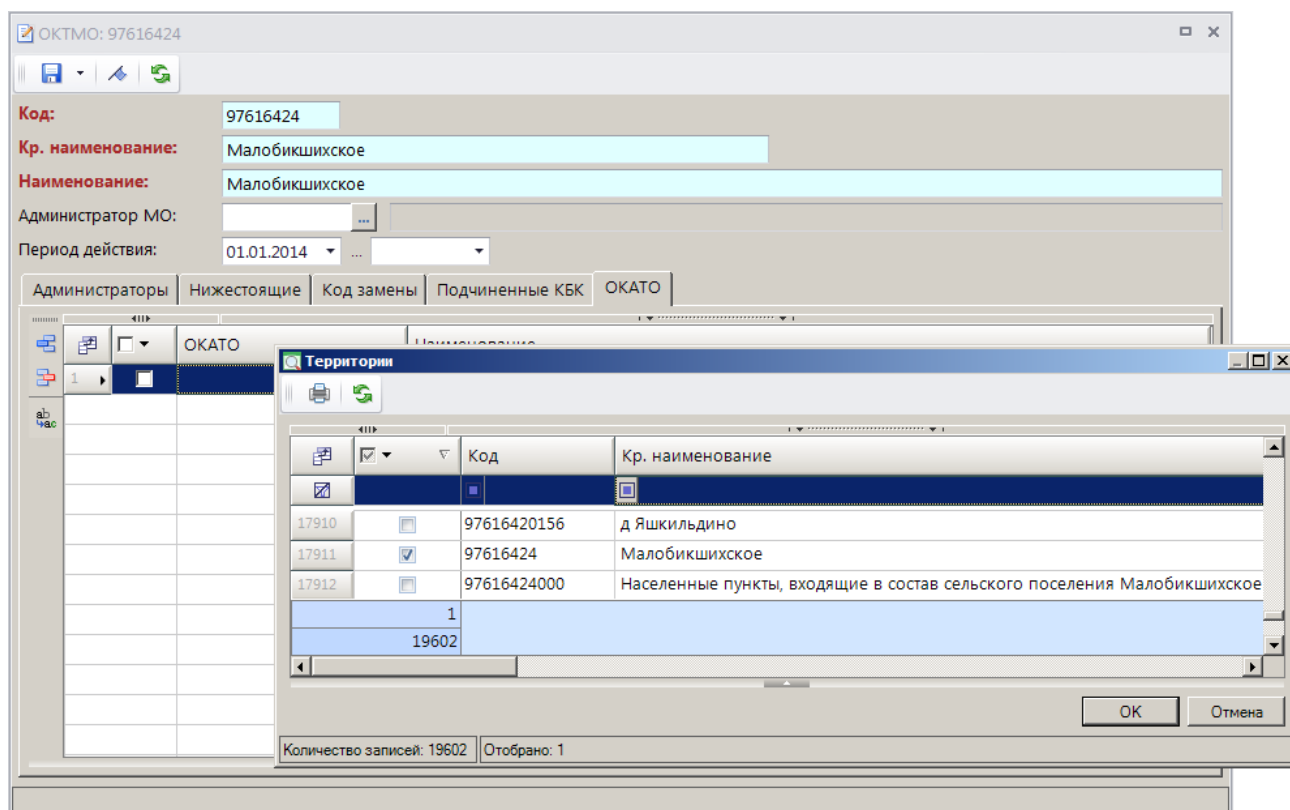 ОКТМО: 97616424
Код: 97616424
Кр. наименование: Малобикшихское
Наименование: Малобикшихское
Администратор МО: ...
Период действия: 01.01.2014 ...
Администраторы Нижестоящие Код замены Подчиненные КБК ОКАТО
ОКАТО Наименование
1
Территории
Код Кр. наименование
17910 97616420156 д Яшкильдино
17911 97616424 Малобикшихское
17912 97616424000 Населенные пункты, входящие в состав сельского поселения Малобикшихское
1
19602
OK Отмена
Количество записей: 19602 Отобрано: 1